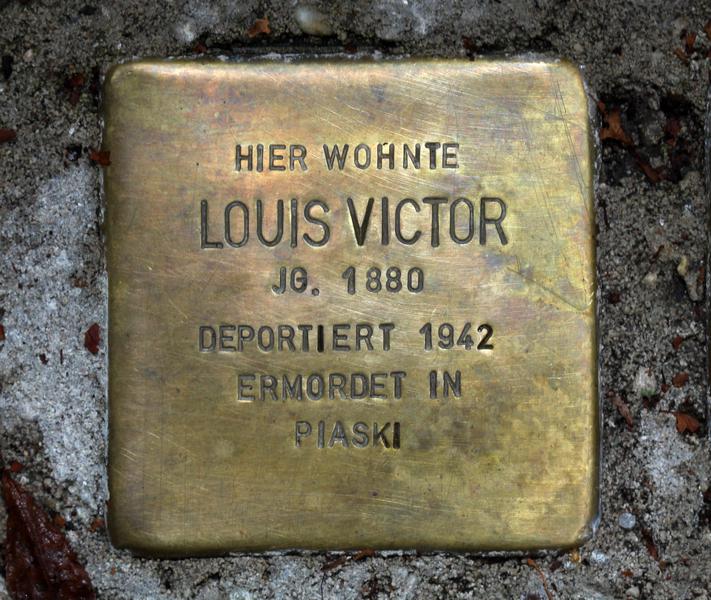 HIER WOHNTE
LOUIS VICTOR
JG. 1880
DEPORTIERT 1942
ERMORDET IN
PIASKI